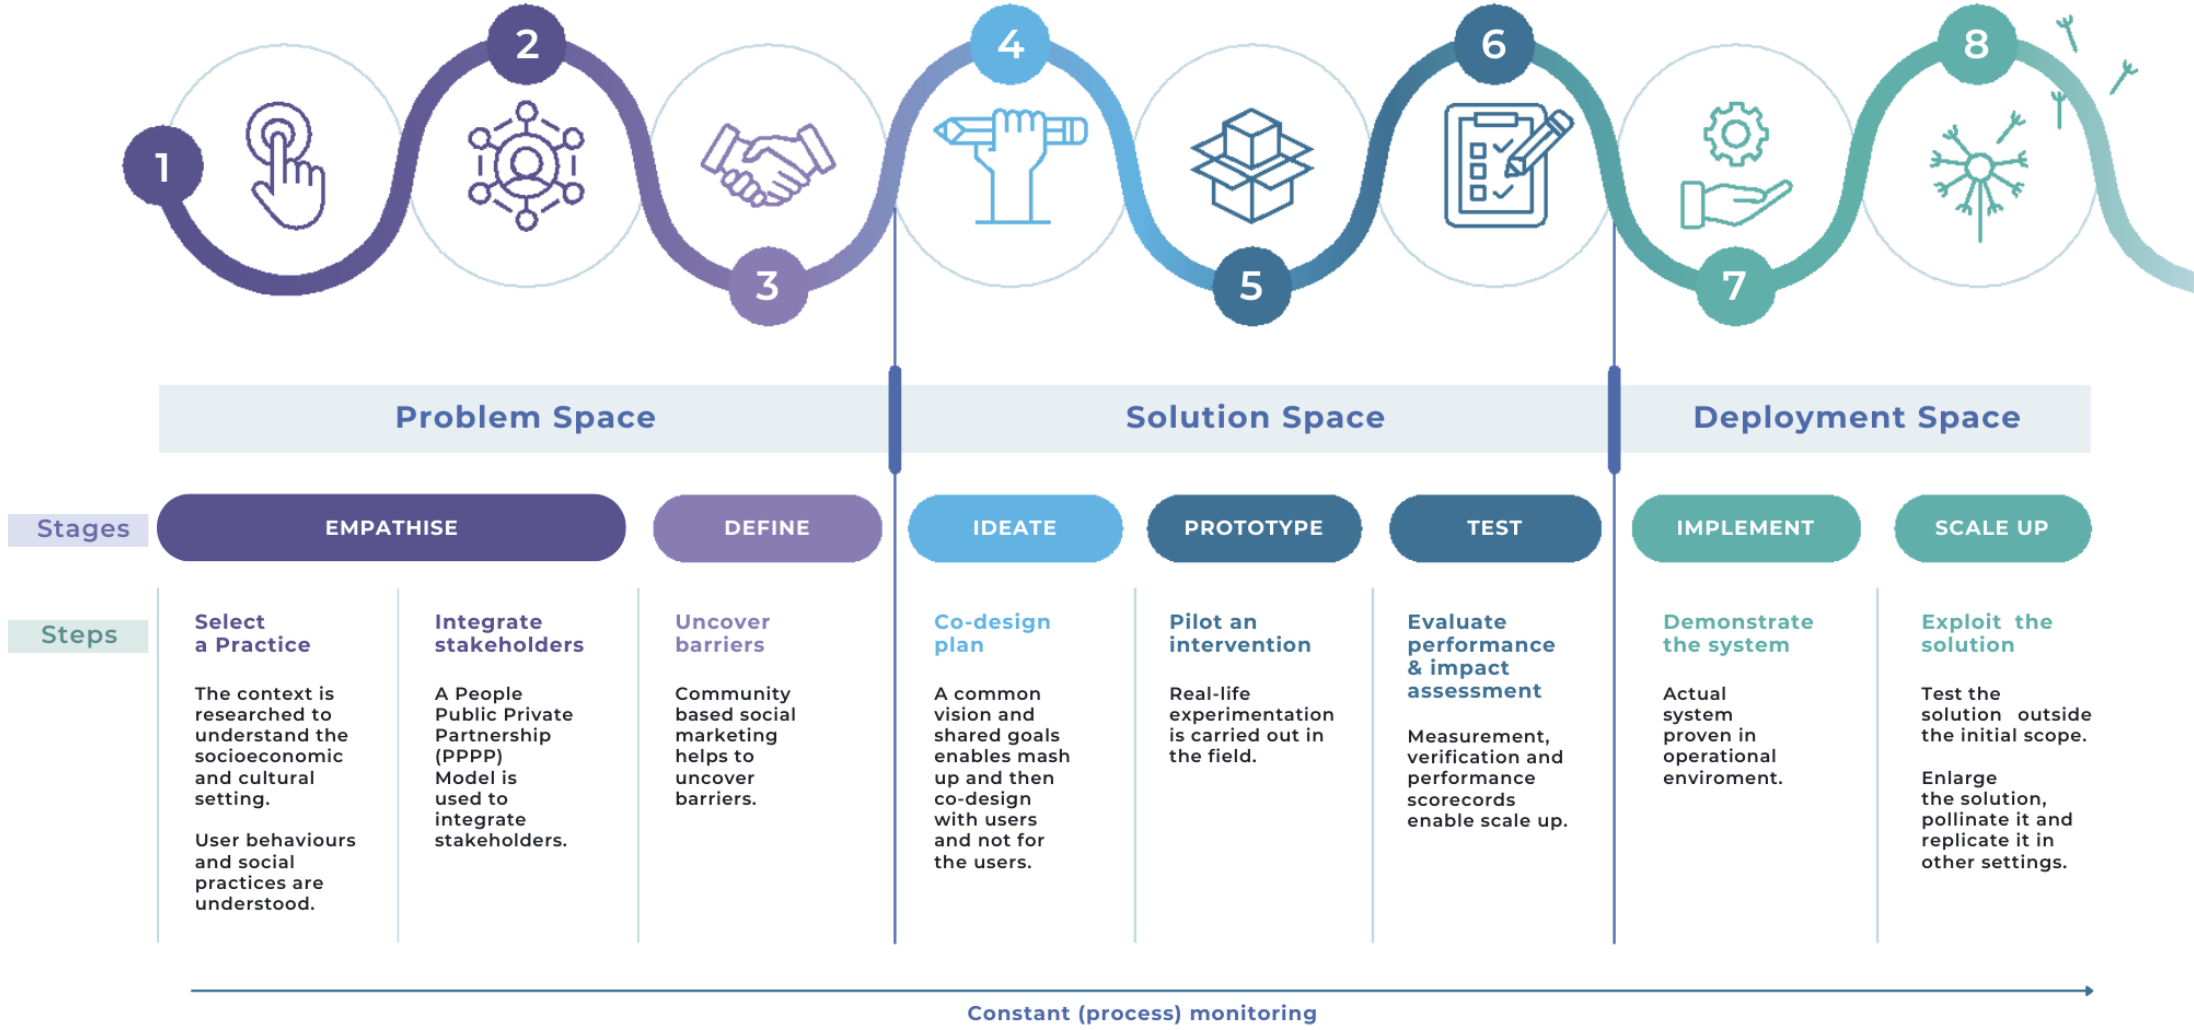 1
2
3
4
5
6
7
8
Problem Space
Solution Space
Deployment Space
Stages
EMPATHISE
DEFINE
IDEATE
PROTOTYPE
TEST
IMPLEMENT
SCALE UP
Steps
Select
a Practice
The context is
researched to
understand the
socioeconomic
and cultural
setting.
User behaviours
and social
practices are
understood.
Integrate
stakeholders
A People
Public Private
Partnership
(PPPP)
Model is
used to
integrate
stakeholders.
Uncover
barriers
Community
based social
marketing
helps to
uncover
barriers.
Co-design
plan
A common
vision and
shared goals
enables mash
up and then
co-design
with users
and not for
the users.
Pilot an
intervention
Real-life
experimentation
is carried out in
the field.
Evaluate
performance
& impact
assessment
Measurement,
verification and
performance
scorecords
enable scale up.
Demonstrate
the system
Actual
system
proven in
operational
enviroment.
Exploit the
solution
Test the
solution outside
the initial scope.
Enlarge
the solution,
pollinate it and
replicate it in
other settings.
Constant (process) monitoring